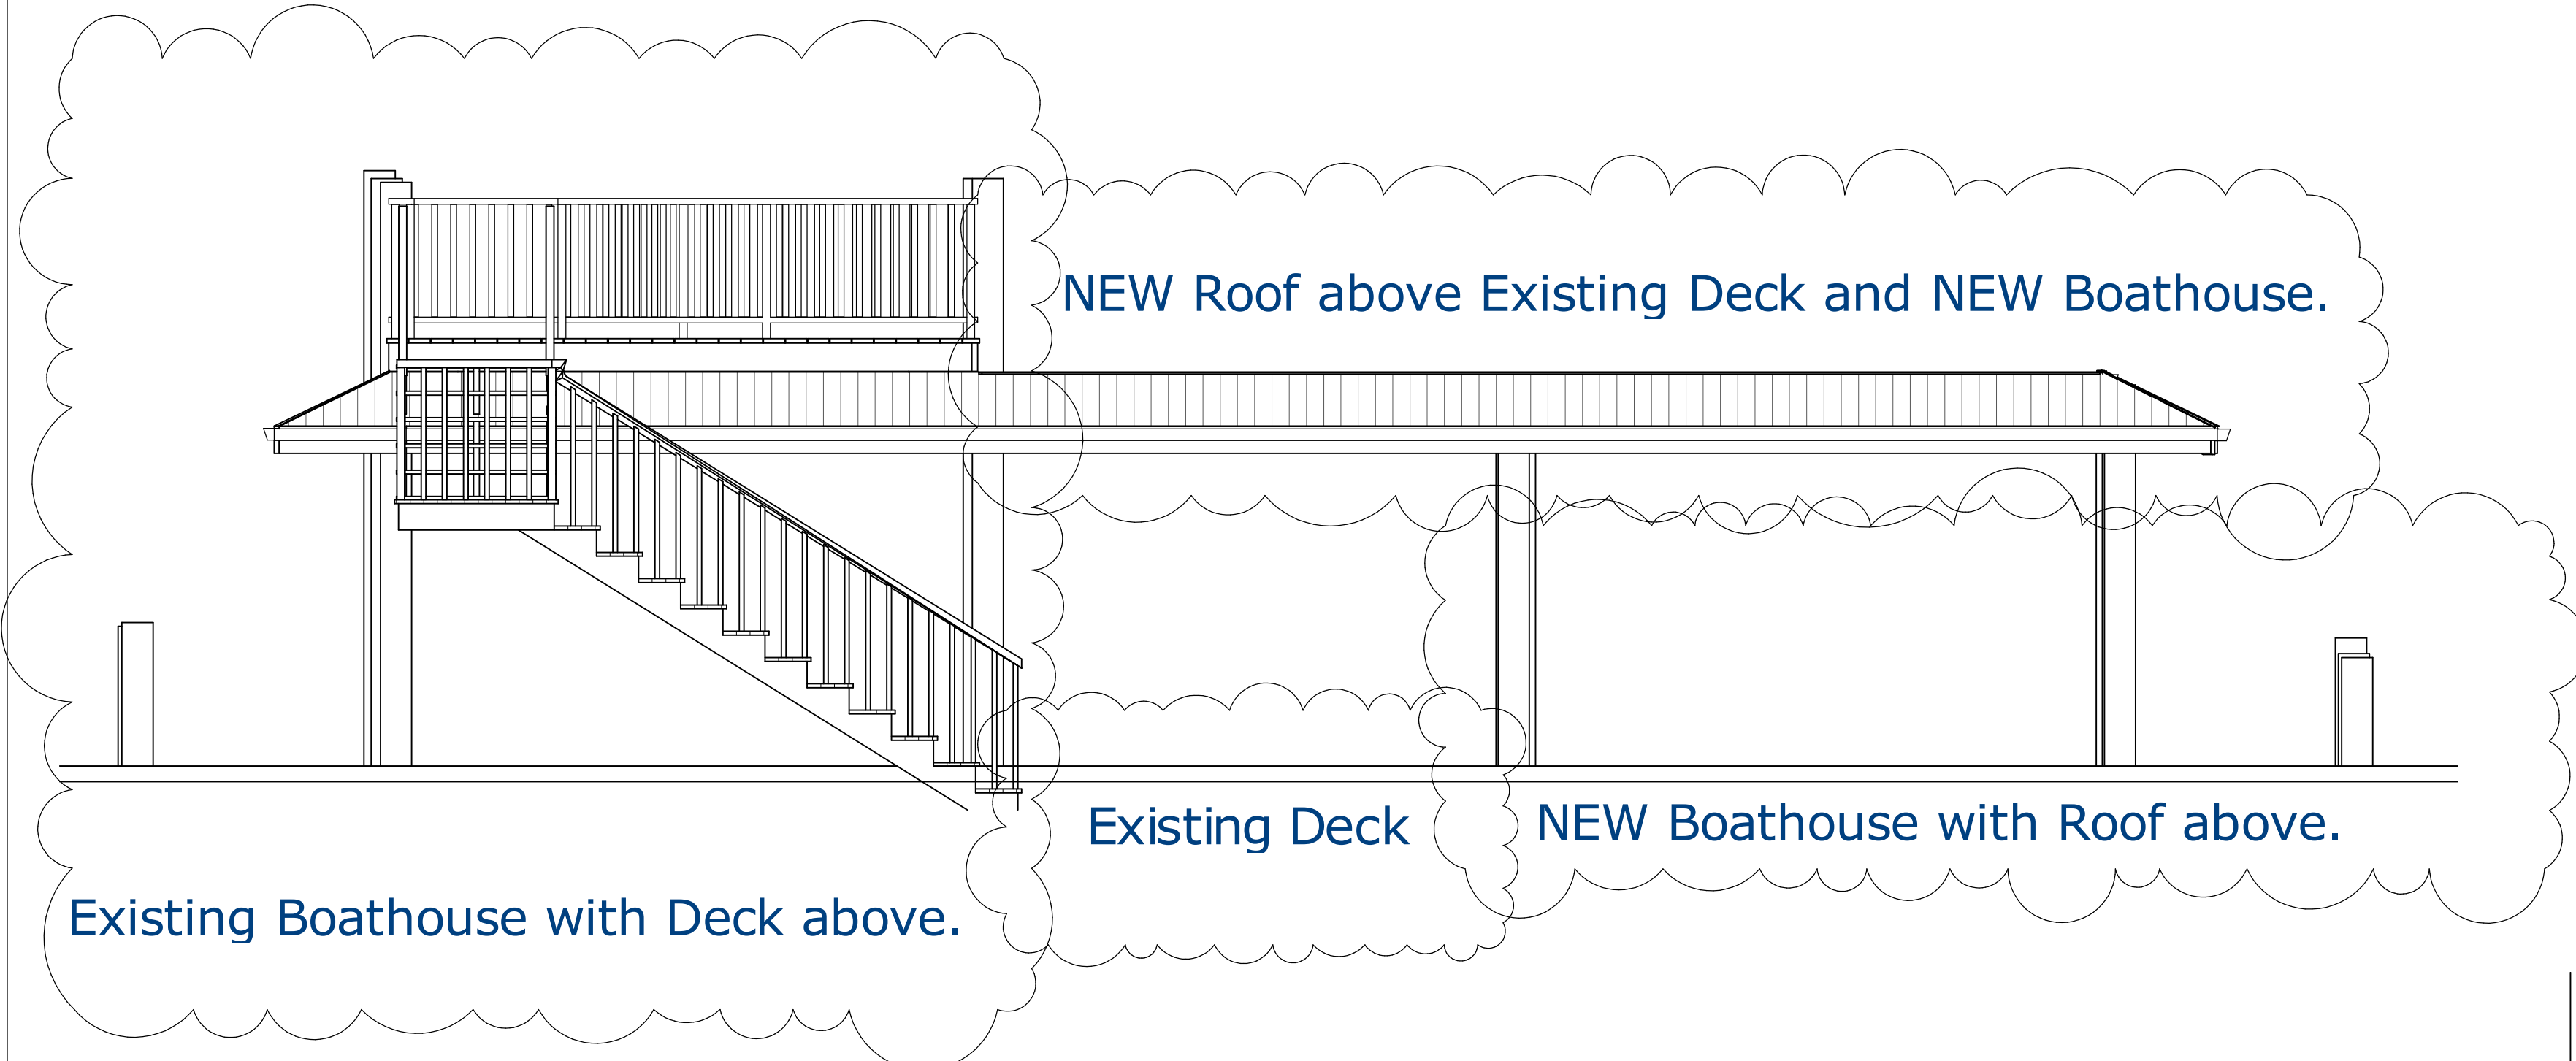 NEW Roof above Existing Deck and NEW Boathouse.
Existing Deck
NEW Boathouse with Roof above.
Existing Boathouse with Deck above.